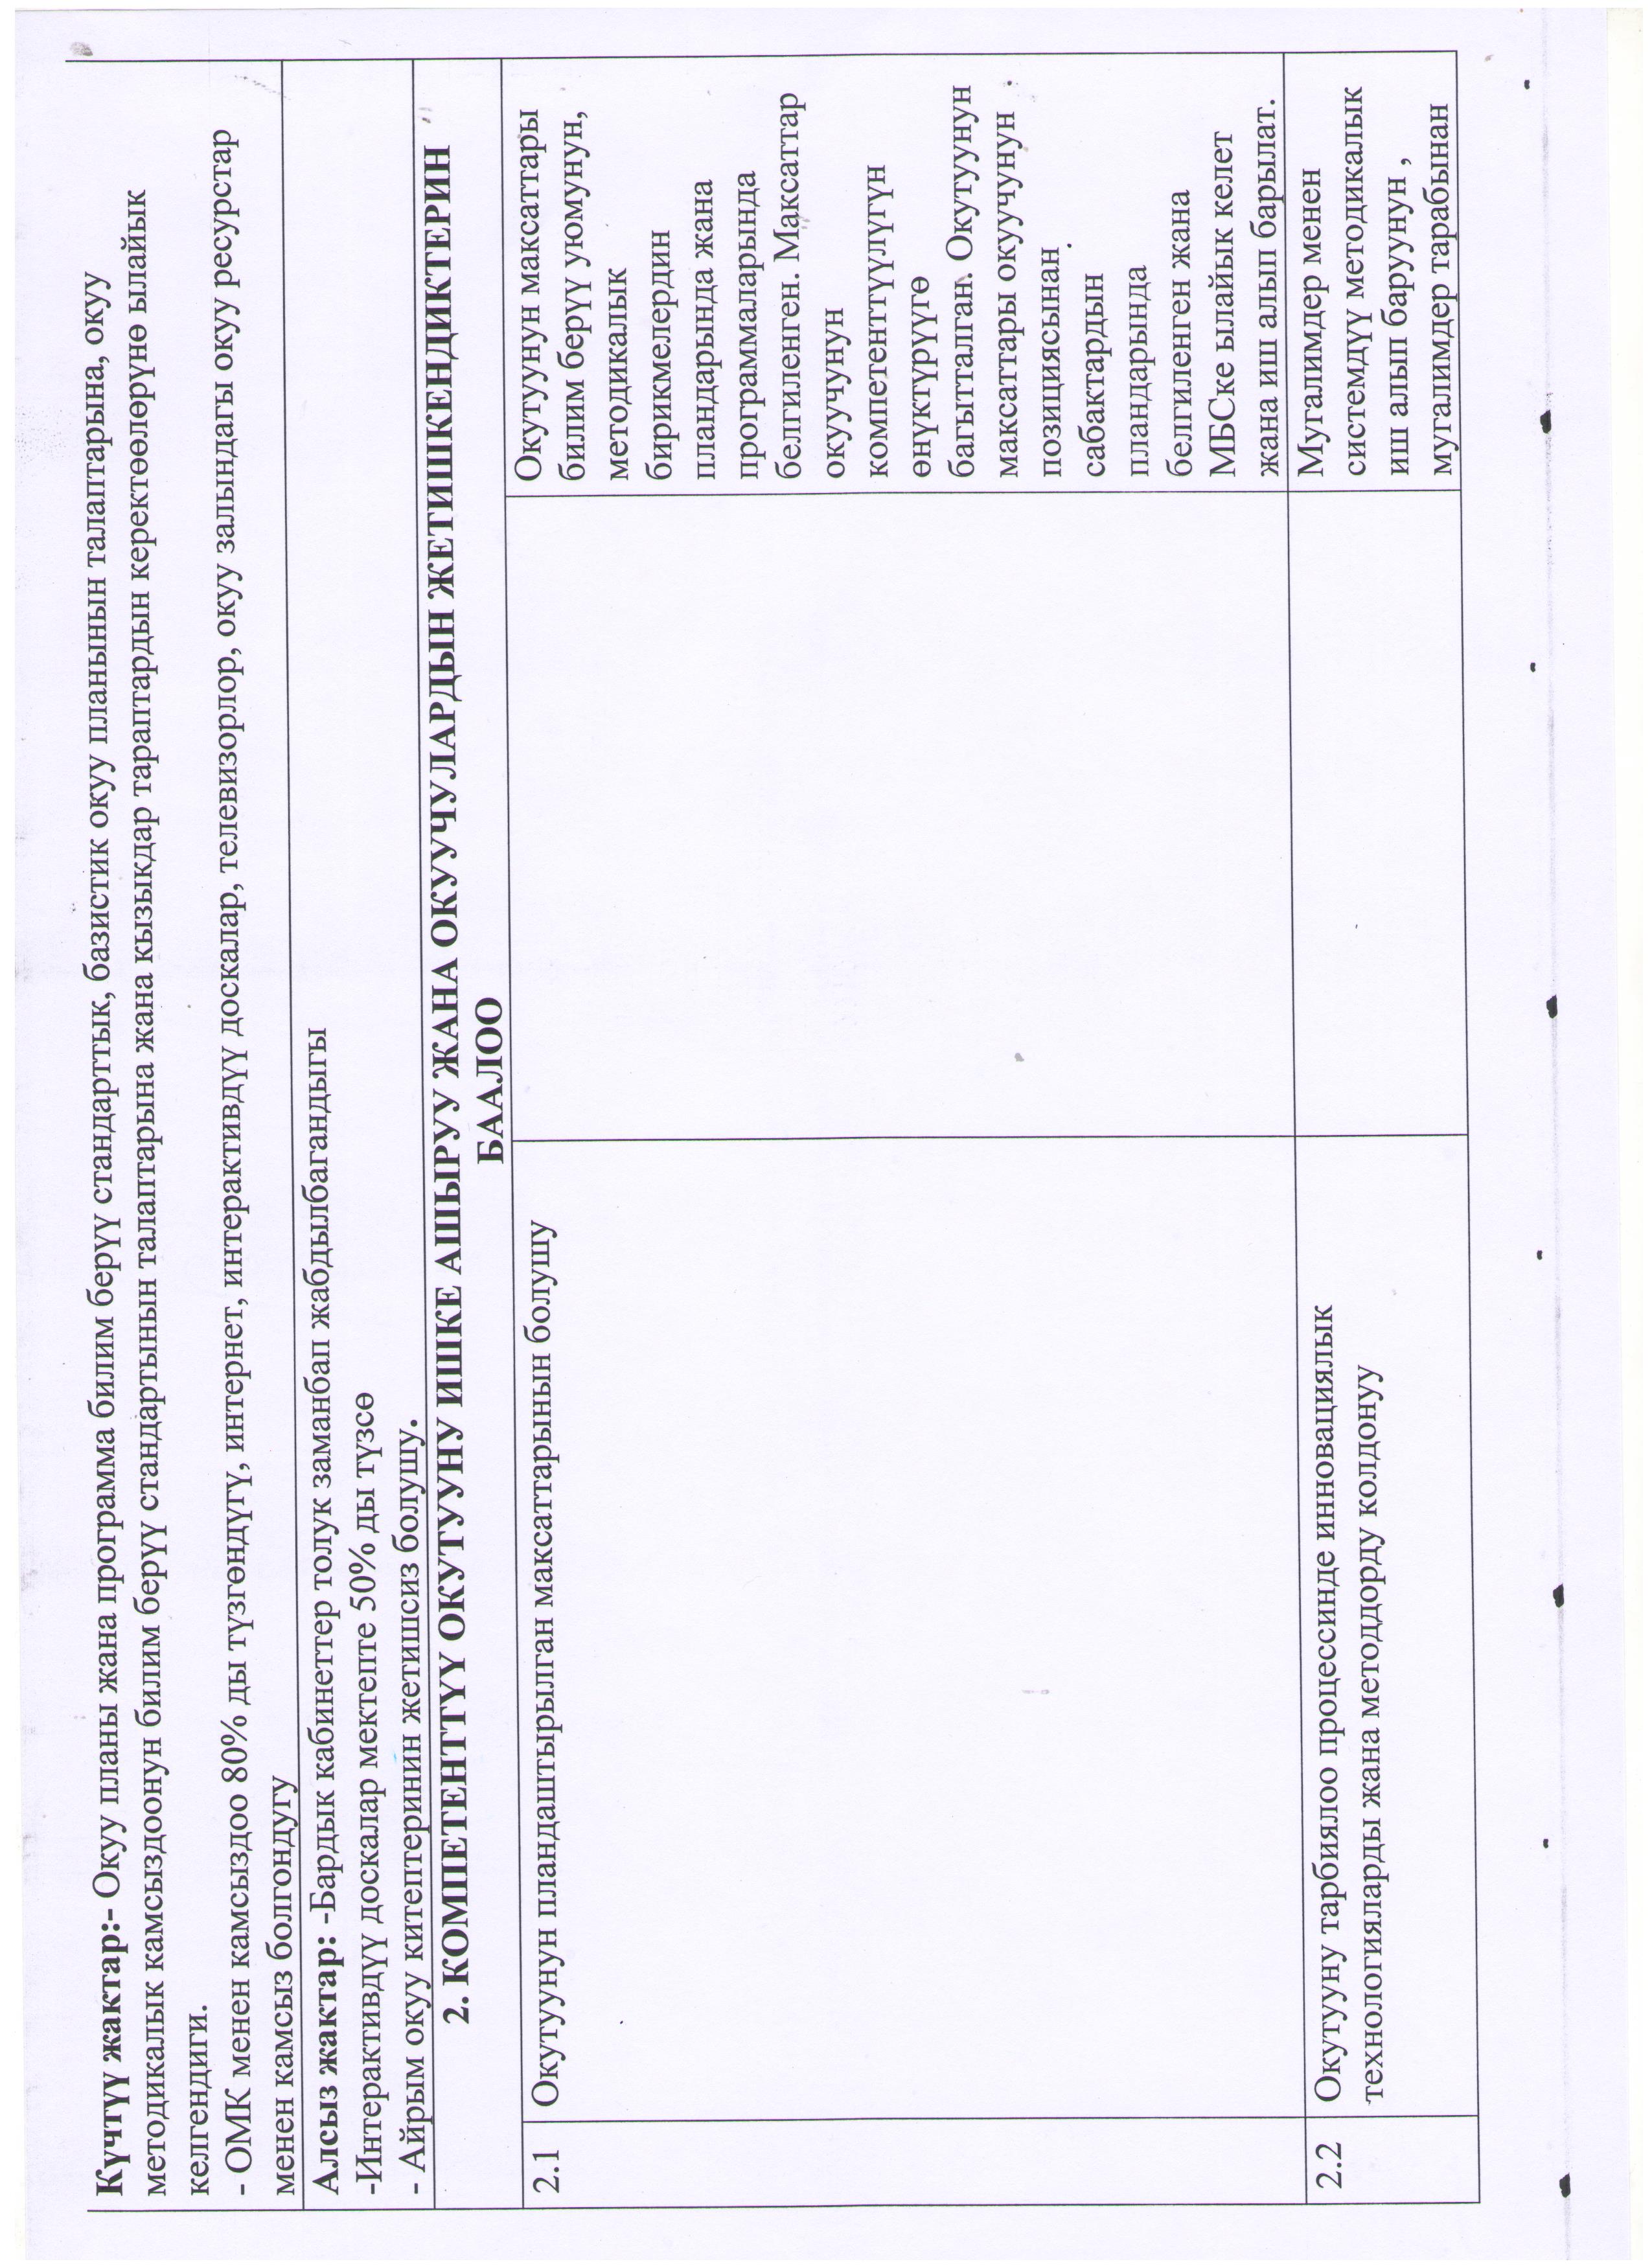 Күчтүү жактар:- Окуу планы жана программа билим берүү стандарттык, базистик окуу планынын талаптарына, окуу
методикалык камсыздоонун билим берүү стандартынын талаптарына жана кызыкдар тараптардын керектөөлөрүнө ылайык
келгендиги.
- ОМК менен камсыздоо 80% ды түзгөндүгү, интернет, интерактивдүү доскалар, телевизорлор, окуу залындагы окуу ресурстар
менен камсыз болгондугу
Алсыз жактар: -Бардык кабинеттер толук заманбап жабдылбагандыгы
-Интерактивдүү доскалар мектепте 50% ды түзсө
- Айрым окуу китептеринин жетишсиз болушу.
2. КОМПЕТЕНТТҮҮ ОКУТУУНУ ИШКЕ АШЫРУУ ЖАНА ОКУУЧУЛАРДЫН ЖЕТИШКЕНДИКТЕРИН
БААЛОО
2.1
Окутуунун пландаштырылган максаттарынын болушу
Окутуунун максаттары
билим берүү уюмунун,
методикалык
бирикмелердин
пландарында жана
программаларында
белгиленген. Максаттар
окуучунун
компетенттүүлүгүн
өнүктүрүүгө
багытталган. Окутуунун
максаттары окуучунун
позициясынан
сабактардын
пландарында
белгиленген жана
МБСке ылайык келет
жана иш алып барылат.
2.2
Окутууну тарбиялоо процессинде инновациялык
технологияларды жана методдорду колдонуу
Мугалимдер менен
системдүү методикалык
иш алып баруунун ,
мугалимдер тарабынан